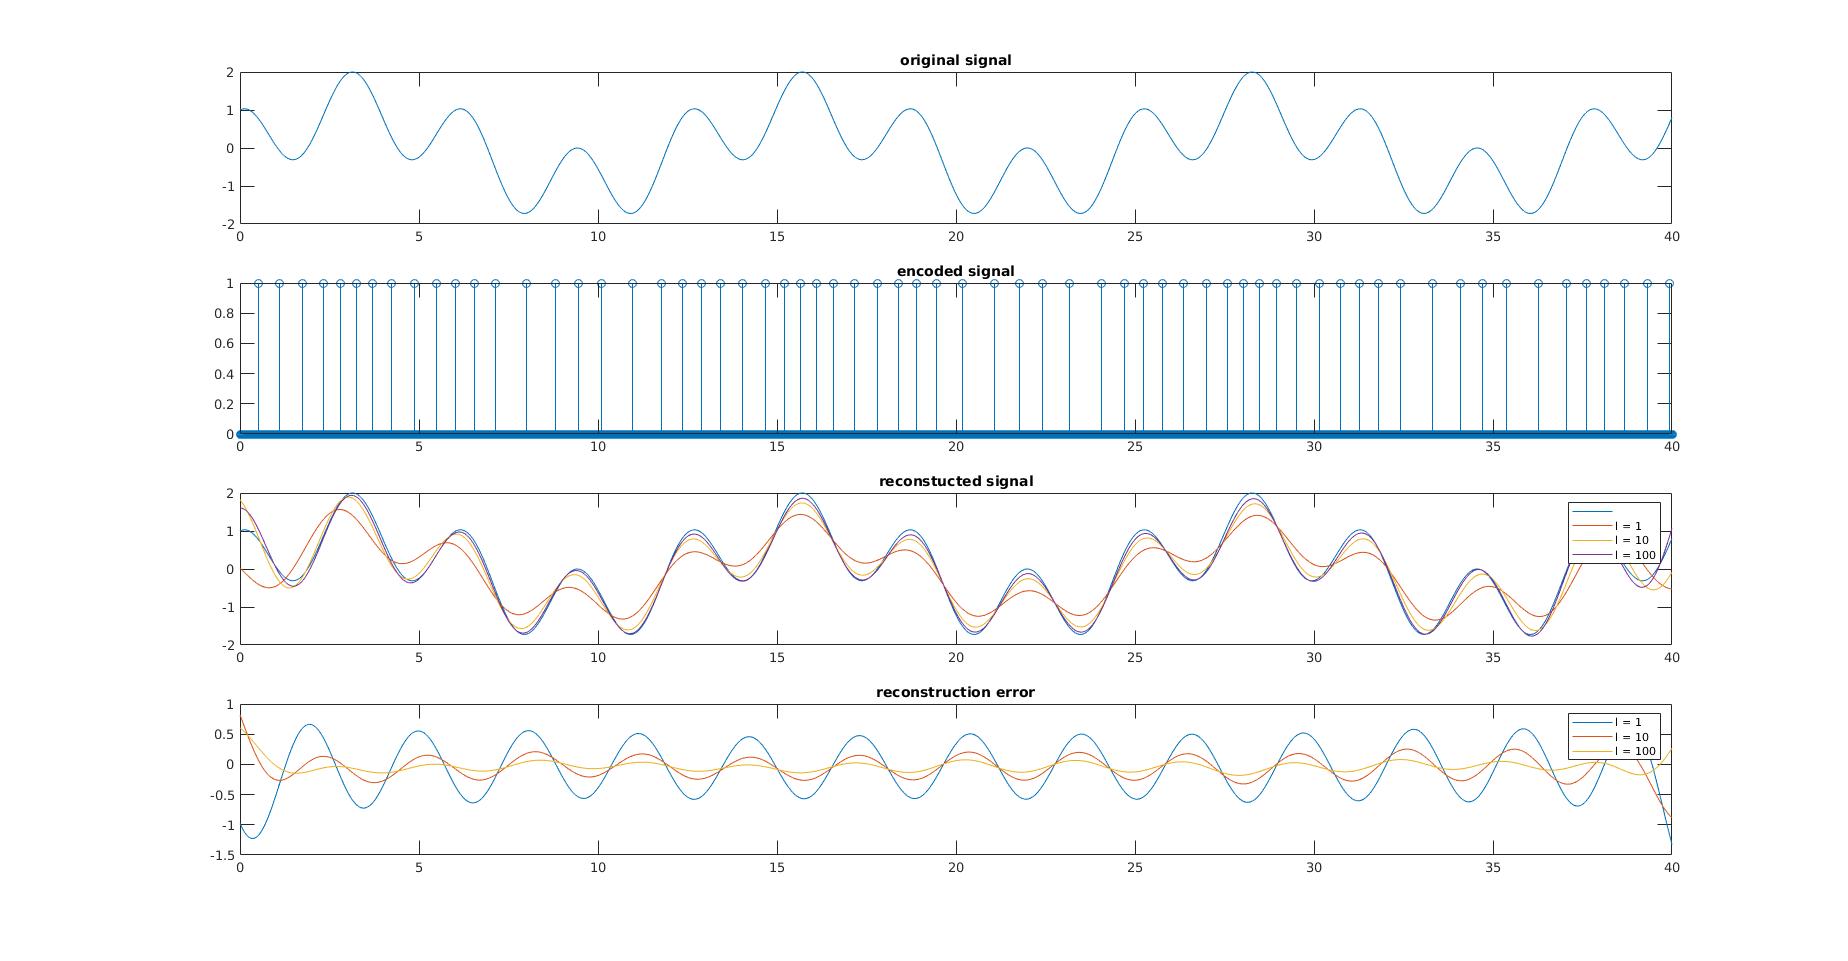 original signal
2
1
0
-1
-2
0 5 10 15 20 25 30 35 40
encoded signal
1
0.8
0.6
0.4
0.2
0
0 5 10 15 20 25 30 35 40
reconstucted signal
2
1
0
-1
-2
l = 1
l = 10
l = 100
0 5 10 15 20 25 30 35 40
reconstruction error
1
0.5
0
-0.5
-1
-1.5
l = 1
l = 10
l = 100
0 5 10 15 20 25 30 35 40